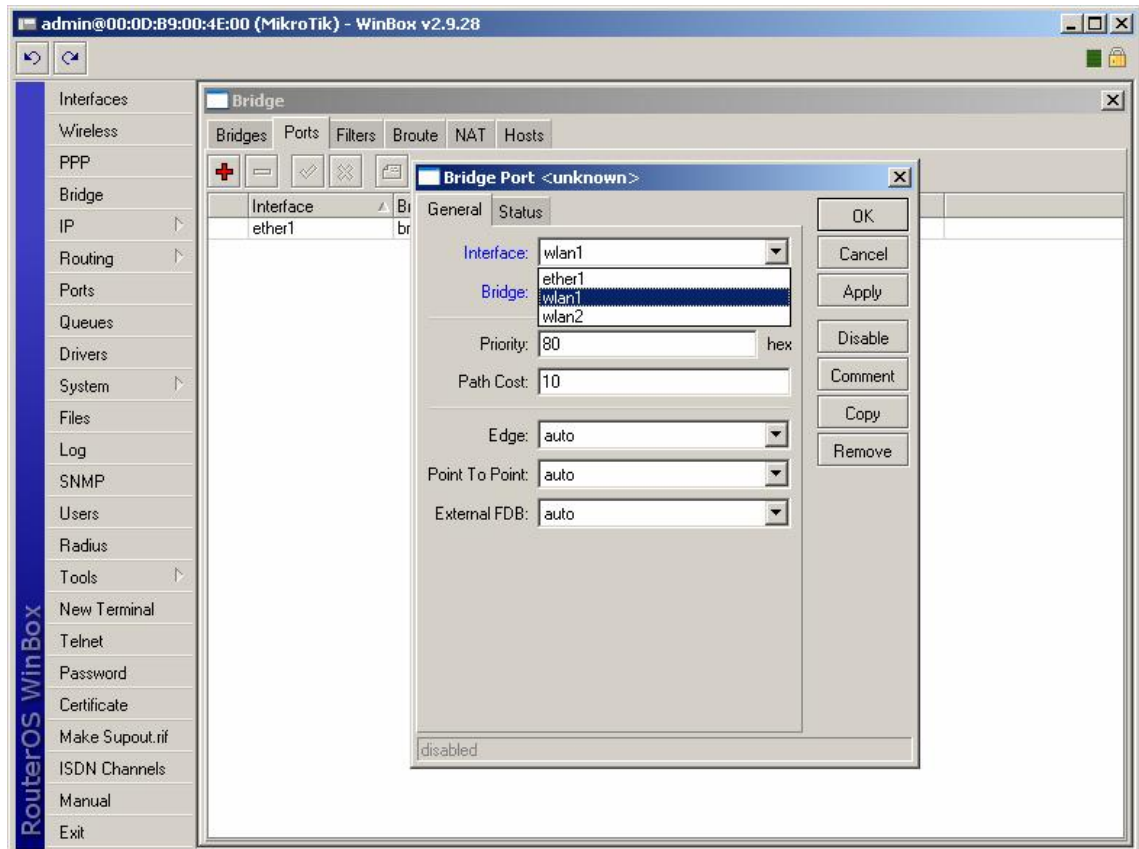 admin@00:0D:B9:00:4E:00 (MikroTik) - WinBox v2.9.28
RouterOS WinBox
Interfaces
Wireless
PPP
Bridge
IP
Routing
Ports
Queues
Drivers
System
Files
Log
SNMP
Users
Radius
Tools
New Terminal
Telnet
Password
Certificate
Make Supout.rif
ISDN Channels
Manual
Exit
Bridge
Bridges Ports Filters Broute NAT Hosts
Interface
ether1
Bridge Port <unknown>
General Status
Interface: wlan1
ether1
wlan1
wlan2
Bridge:
Priority: 80 hex
Path Cost: 10
Edge: auto
Point To Point: auto
External FDB: auto
OK
Cancel
Apply
Disable
Comment
Copy
Remove
disabled